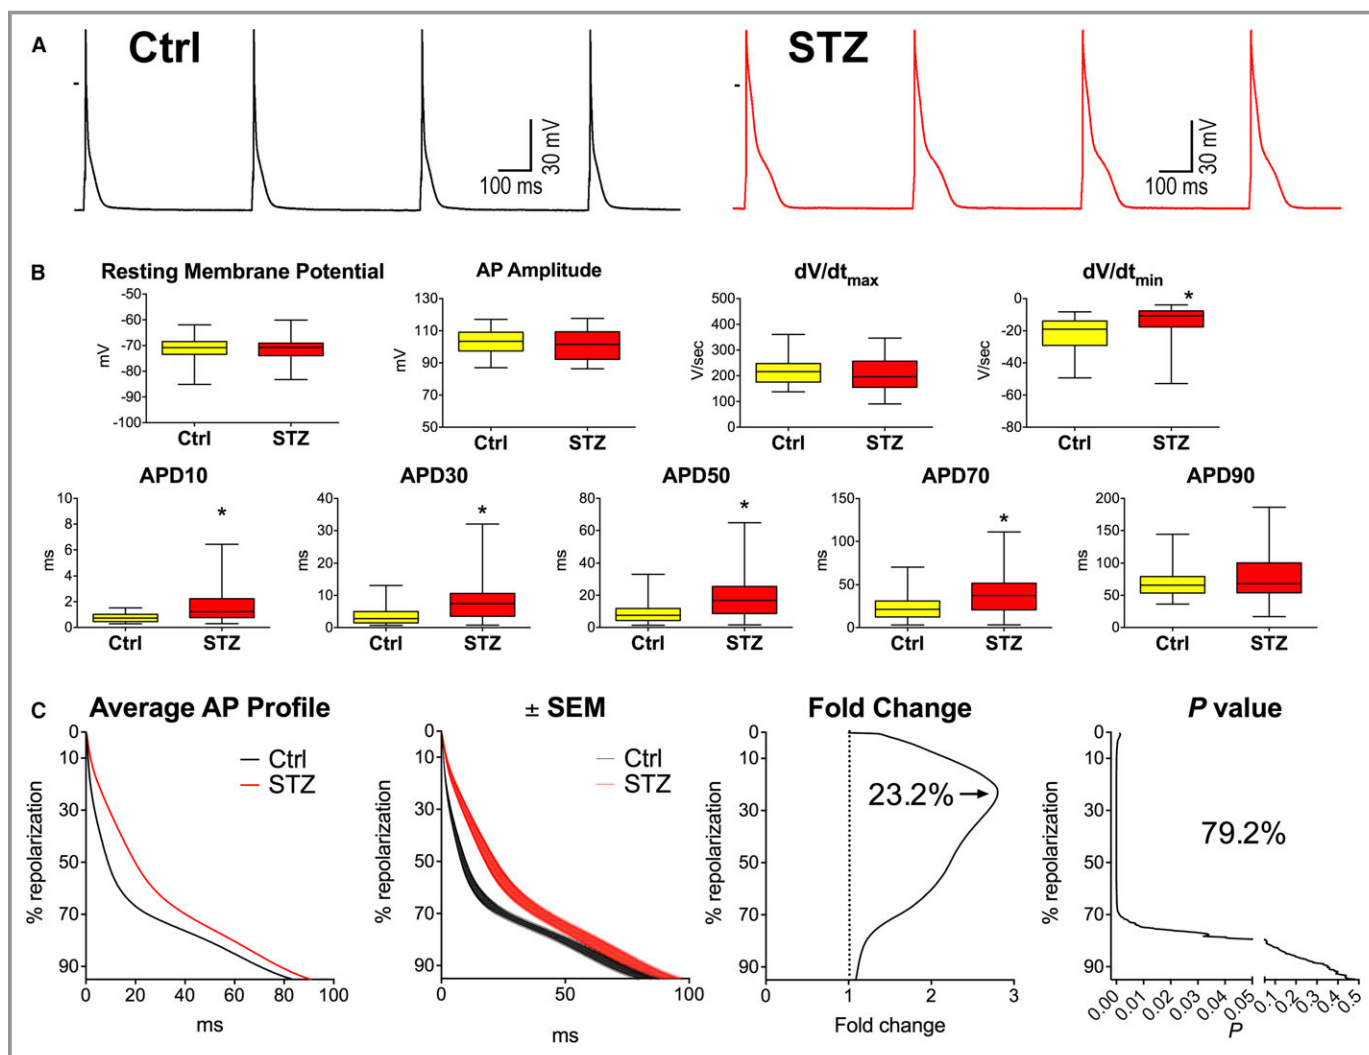 A
Ctrl
STZ
-
-
100 ms
30 mV
100 ms
30 mV
B
Resting Membrane Potential
AP Amplitude
dV/dtmax
dV/dtmin
-50
-60
-70
-80
-90
-100
mV
Ctrl
STZ
130
110
90
70
50
mV
Ctrl
STZ
500
400
300
200
100
0
V/sec
Ctrl
STZ
0
-20
-40
-60
-80
V/sec
*
Ctrl
STZ
APD10
APD30
APD50
APD70
APD90
10
8
6
4
2
0
ms
*
Ctrl
STZ
40
30
20
10
0
ms
*
Ctrl
STZ
80
60
40
20
0
ms
*
Ctrl
STZ
150
100
50
0
ms
*
Ctrl
STZ
200
150
100
50
0
ms
Ctrl
STZ
C
Average AP Profile
± SEM
Fold Change
P value
0
10
30
50
70
90
% repolarization
Ctrl
STZ
0
20
40
60
80
100
ms
0
10
30
50
70
90
% repolarization
Ctrl
STZ
0
50
100
ms
0
10
30
50
70
90
% repolarization
23.2%
0
1
2
3
Fold change
0
10
30
50
70
90
% repolarization
79.2%
0.00
0.01
0.02
0.03
0.04
0.05
0.1
0.2
0.3
0.4
0.5
P